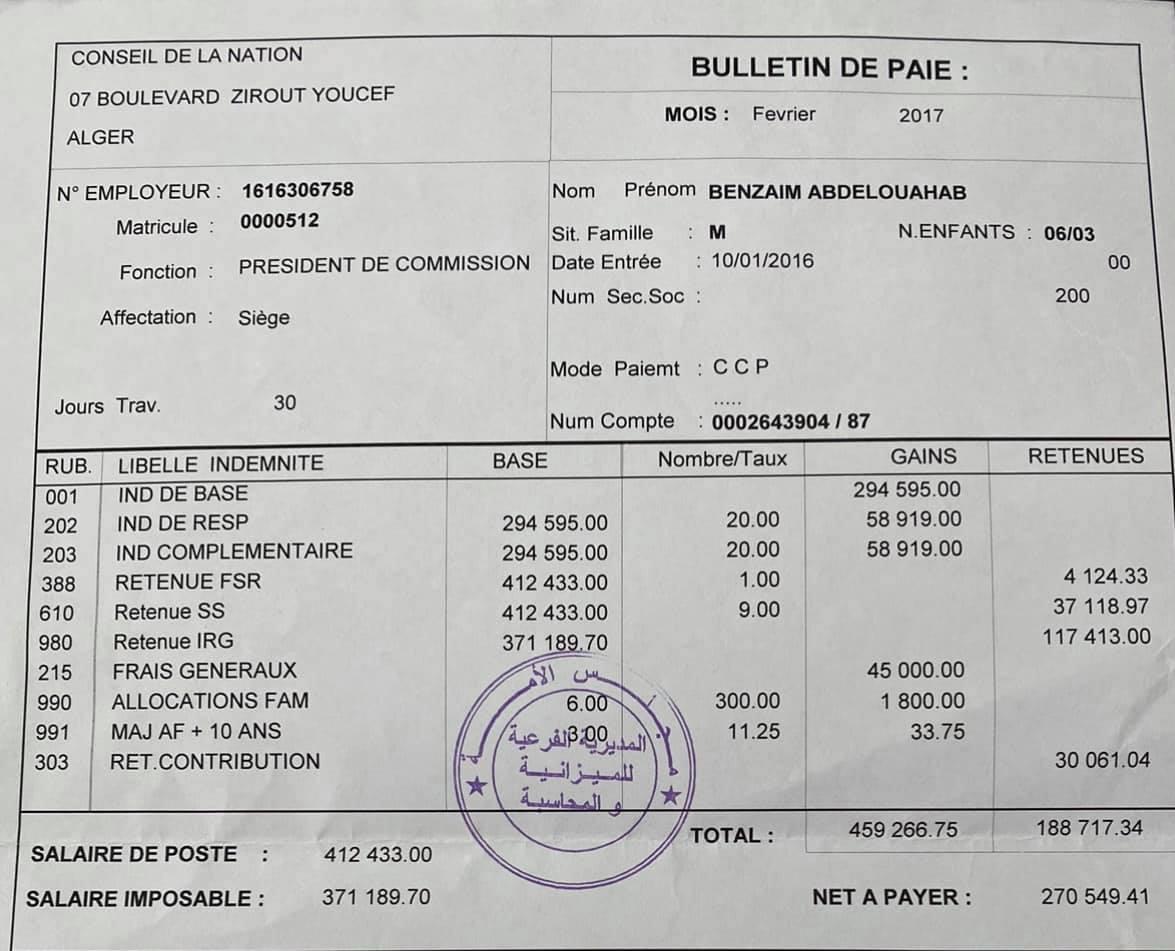 CONSEIL DE LA NATION
07 BOULEVARD ZIROUT YOUCEF
ALGER
BULLETIN DE PAIE :
MOIS : Fevrier 2017
N° EMPLOYEUR : 1616306758
Matricule : 0000512
Fonction : PRESIDENT DE COMMISSION
Affectation : Siège
Jours Trav. 30
Nom Prénom BENZAIM ABDELOUAHAB
Sit. Famille : M N.ENFANTS : 06/03
Date Entrée : 10/01/2016 00
Num Sec.Soc : 200
Mode Paiemt : C C P
.....
Num Compte : 0002643904 / 87
RUB. LIBELLE INDEMNITE BASE Nombre/Taux GAINS RETENUES
001 IND DE BASE 294 595.00
202 IND DE RESP 294 595.00 20.00 58 919.00
203 IND COMPLEMENTAIRE 294 595.00 20.00 58 919.00
388 RETENUE FSR 412 433.00 1.00 4 124.33
610 Retenue SS 412 433.00 9.00 37 118.97
980 Retenue IRG 371 189.70 117 413.00
215 FRAIS GENERAUX 45 000.00
990 ALLOCATIONS FAM 6.00 300.00 1 800.00
991 MAJ AF + 10 ANS 3.00 11.25 33.75
303 RET.CONTRIBUTION 30 061.04
المديرية الفرعية
للميزانية
و المحاسبة
TOTAL : 459 266.75 188 717.34
SALAIRE DE POSTE : 412 433.00
SALAIRE IMPOSABLE : 371 189.70
NET A PAYER : 270 549.41